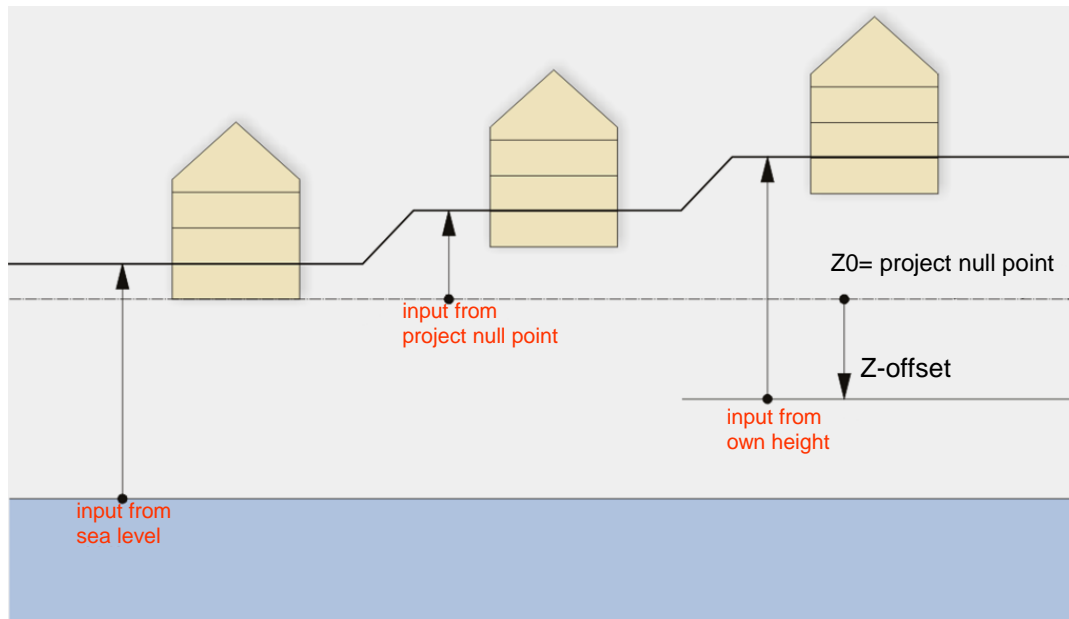 Z0= project null point
input from
project null point
Z-offset
input from
own height
input from
sea level